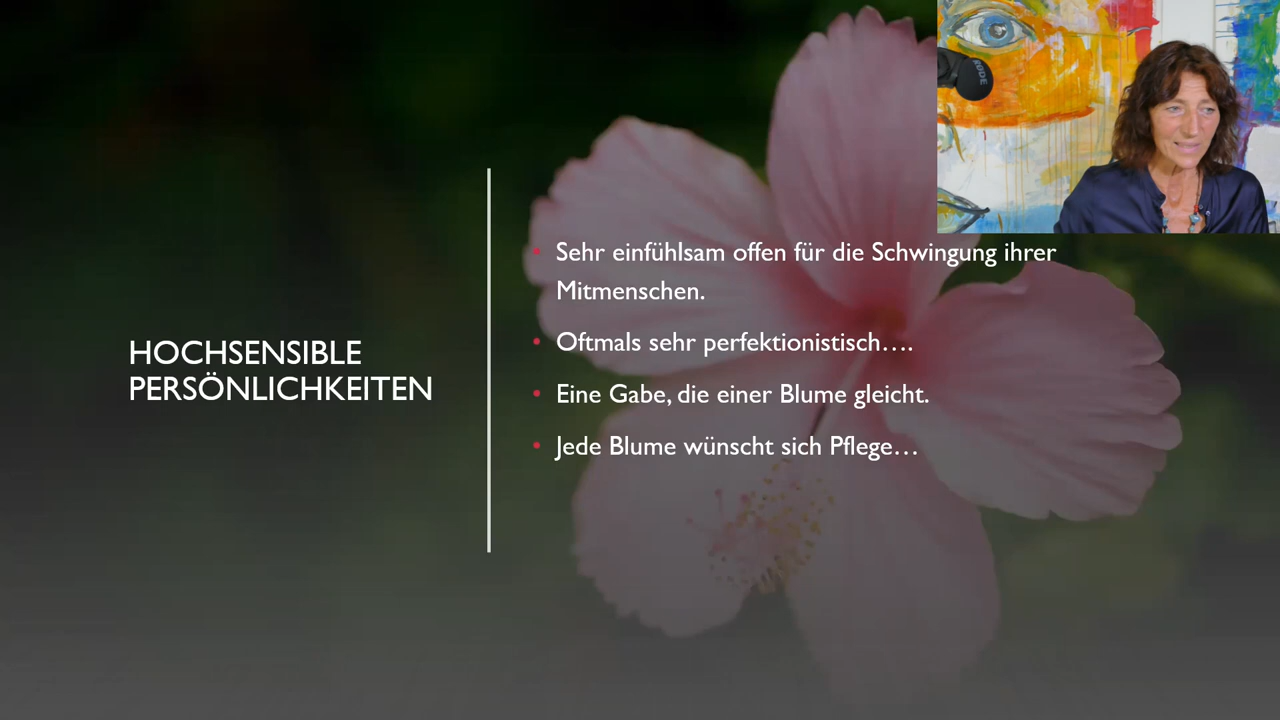 HOCHSENSIBLE
PERSÖNLICHKEITEN
• Sehr einfühlsam offen für die Schwingung ihrer
Mitmenschen.
• Oftmals sehr perfektionistisch….
• Eine Gabe, die einer Blume gleicht.
• Jede Blume wünscht sich Pflege…
RODE